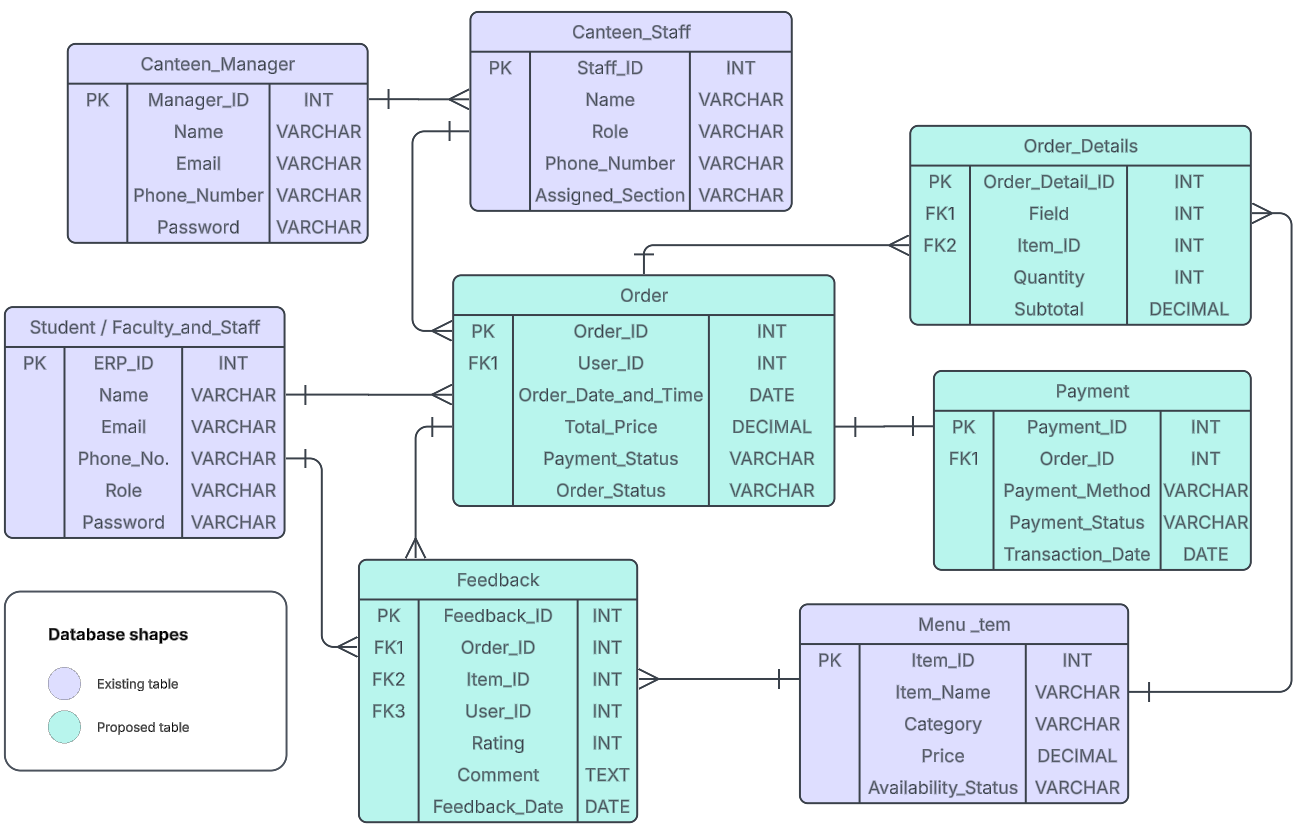 Canteen_Manager
PK Manager_ID INT
Name VARCHAR
Email VARCHAR
Phone_Number VARCHAR
Password VARCHAR
Canteen_Staff
PK Staff_ID INT
Name VARCHAR
Role VARCHAR
Phone_Number VARCHAR
Assigned_Section VARCHAR
Order_Details
PK Order_Detail_ID INT
FK1 Field INT
FK2 Item_ID INT
Quantity INT
Subtotal DECIMAL
Order
PK Order_ID INT
FK1 User_ID INT
Order_Date_and_Time DATE
Total_Price DECIMAL
Payment_Status VARCHAR
Order_Status VARCHAR
Student / Faculty_and_Staff
PK ERP_ID INT
Name VARCHAR
Email VARCHAR
Phone_No. VARCHAR
Role VARCHAR
Password VARCHAR
Payment
PK Payment_ID INT
FK1 Order_ID INT
Payment_Method VARCHAR
Payment_Status VARCHAR
Transaction_Date DATE
Feedback
PK Feedback_ID INT
FK1 Order_ID INT
FK2 Item_ID INT
FK3 User_ID INT
Rating INT
Comment TEXT
Feedback_Date DATE
Menu _tem
PK Item_ID INT
Item_Name VARCHAR
Category VARCHAR
Price DECIMAL
Availability_Status VARCHAR
Database shapes
Existing table
Proposed table